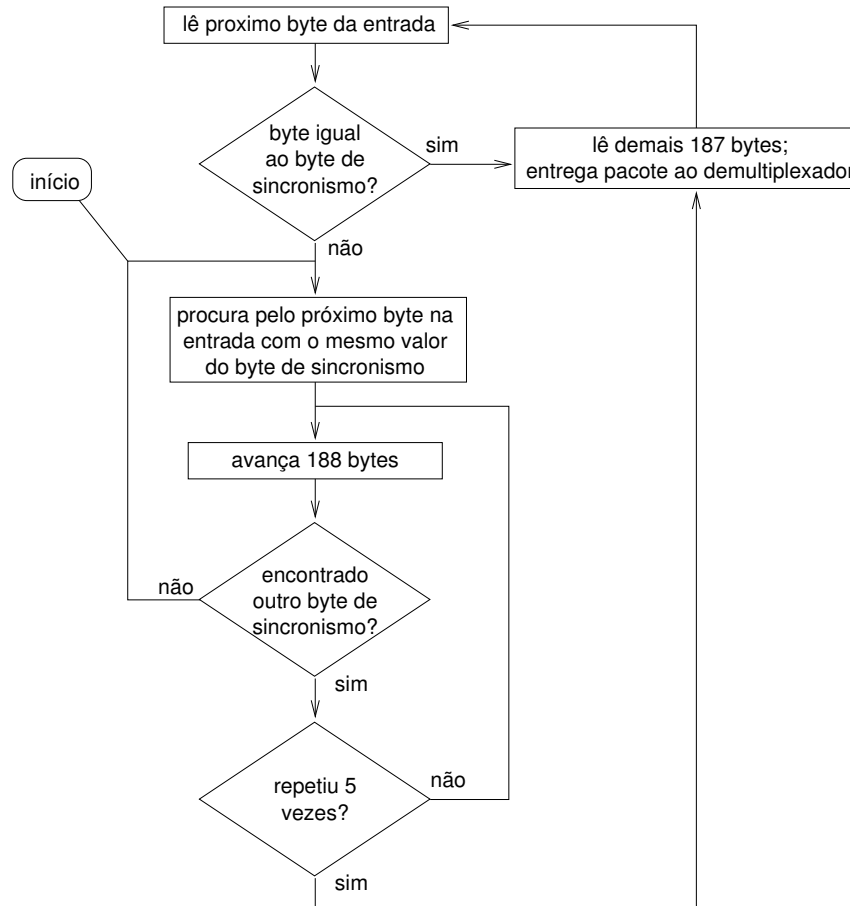 lê proximo byte da entrada
byte igual
ao byte de
sincronismo?
sim
lê demais 187 bytes;
entrega pacote ao demultiplexador
início
não
procura pelo próximo byte na
entrada com o mesmo valor
do byte de sincronismo
avança 188 bytes
não
encontrado
outro byte de
sincronismo?
sim
repetiu 5
vezes?
não
sim